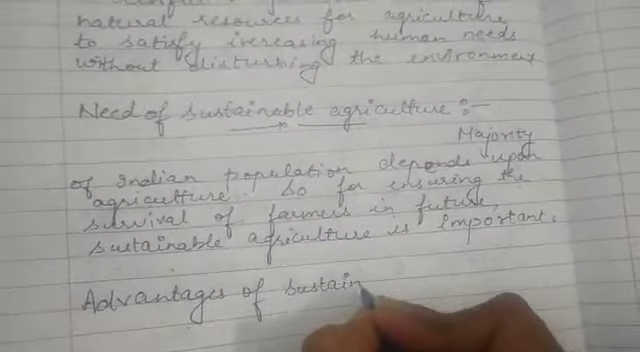 natural resources for agriculture
to satisfy increasing human needs
without disturbing the environment
Need of sustainable agriculture :-
Majority
of Indian population depends upon
agriculture. So for ensuring the
survival of farmers in future,
sustainable agriculture is important.
Advantages of sustain